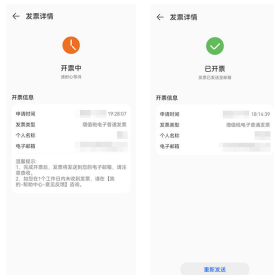 ← 发票详情
开票中
请耐心等待
开票信息
申请时间 19:28:07
发票类型 增值税电子普通发票
个人名称
电子邮箱
温馨提示:
1、完成开票后,发票将发送到您的电子邮箱,请注意查收。
2、如您在1个工作日内未收到发票,请在【我的-帮助中心-意见反馈】咨询。
← 发票详情
已开票
发票已发送至邮箱
开票信息
申请时间 18:14:39
发票类型 增值税电子普通发票
个人名称
电子邮箱
重新发送